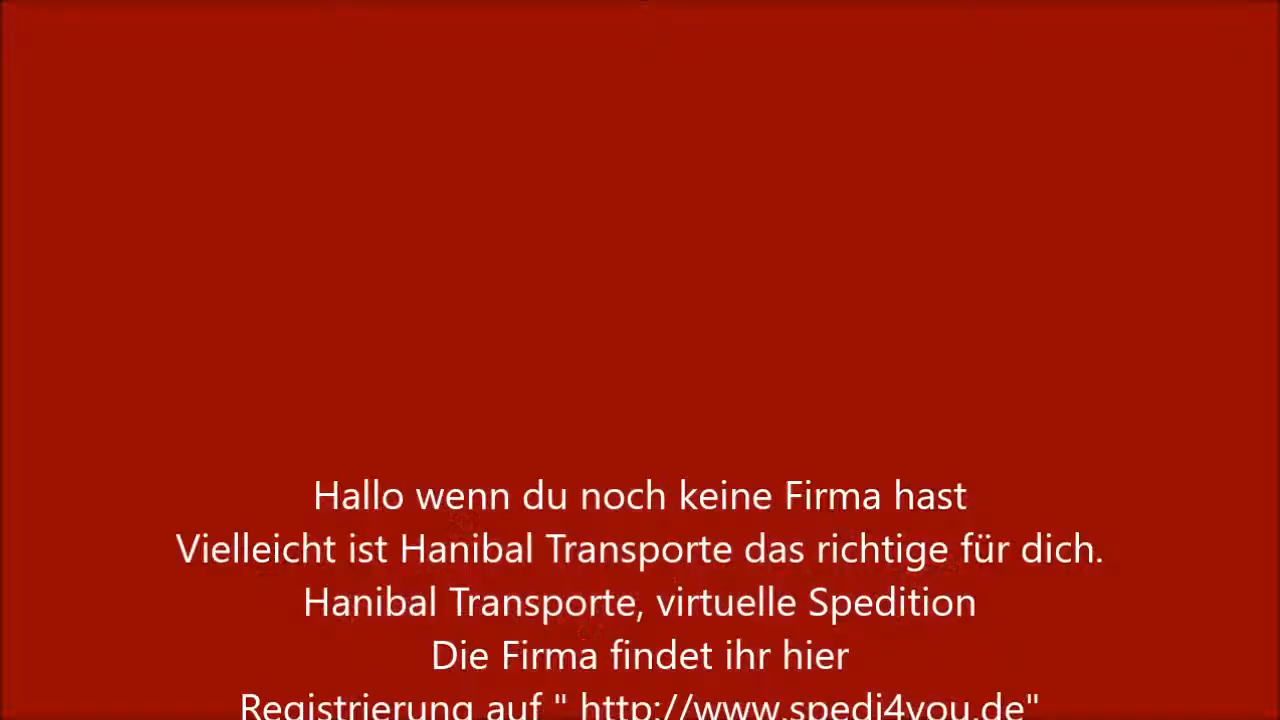 Hallo wenn du noch keine Firma hast
Vielleicht ist Hanibal Transporte das richtige für dich.
Hanibal Transporte, virtuelle Spedition
Die Firma findet ihr hier
Registrierung auf " http://www.spedi4you.de"